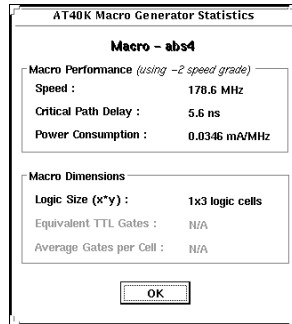 AT40K Macro Generator Statistics
Macro - abs4
Macro Performance (using -2 speed grade)
Speed : 178.6 MHz
Critical Path Delay : 5.6 ns
Power Consumption : 0.0346 mA/MHz
Macro Dimensions
Logic Size (x*y) : 1x3 logic cells
Equivalent TTL Gates : N/A
Average Gates per Cell : N/A
OK